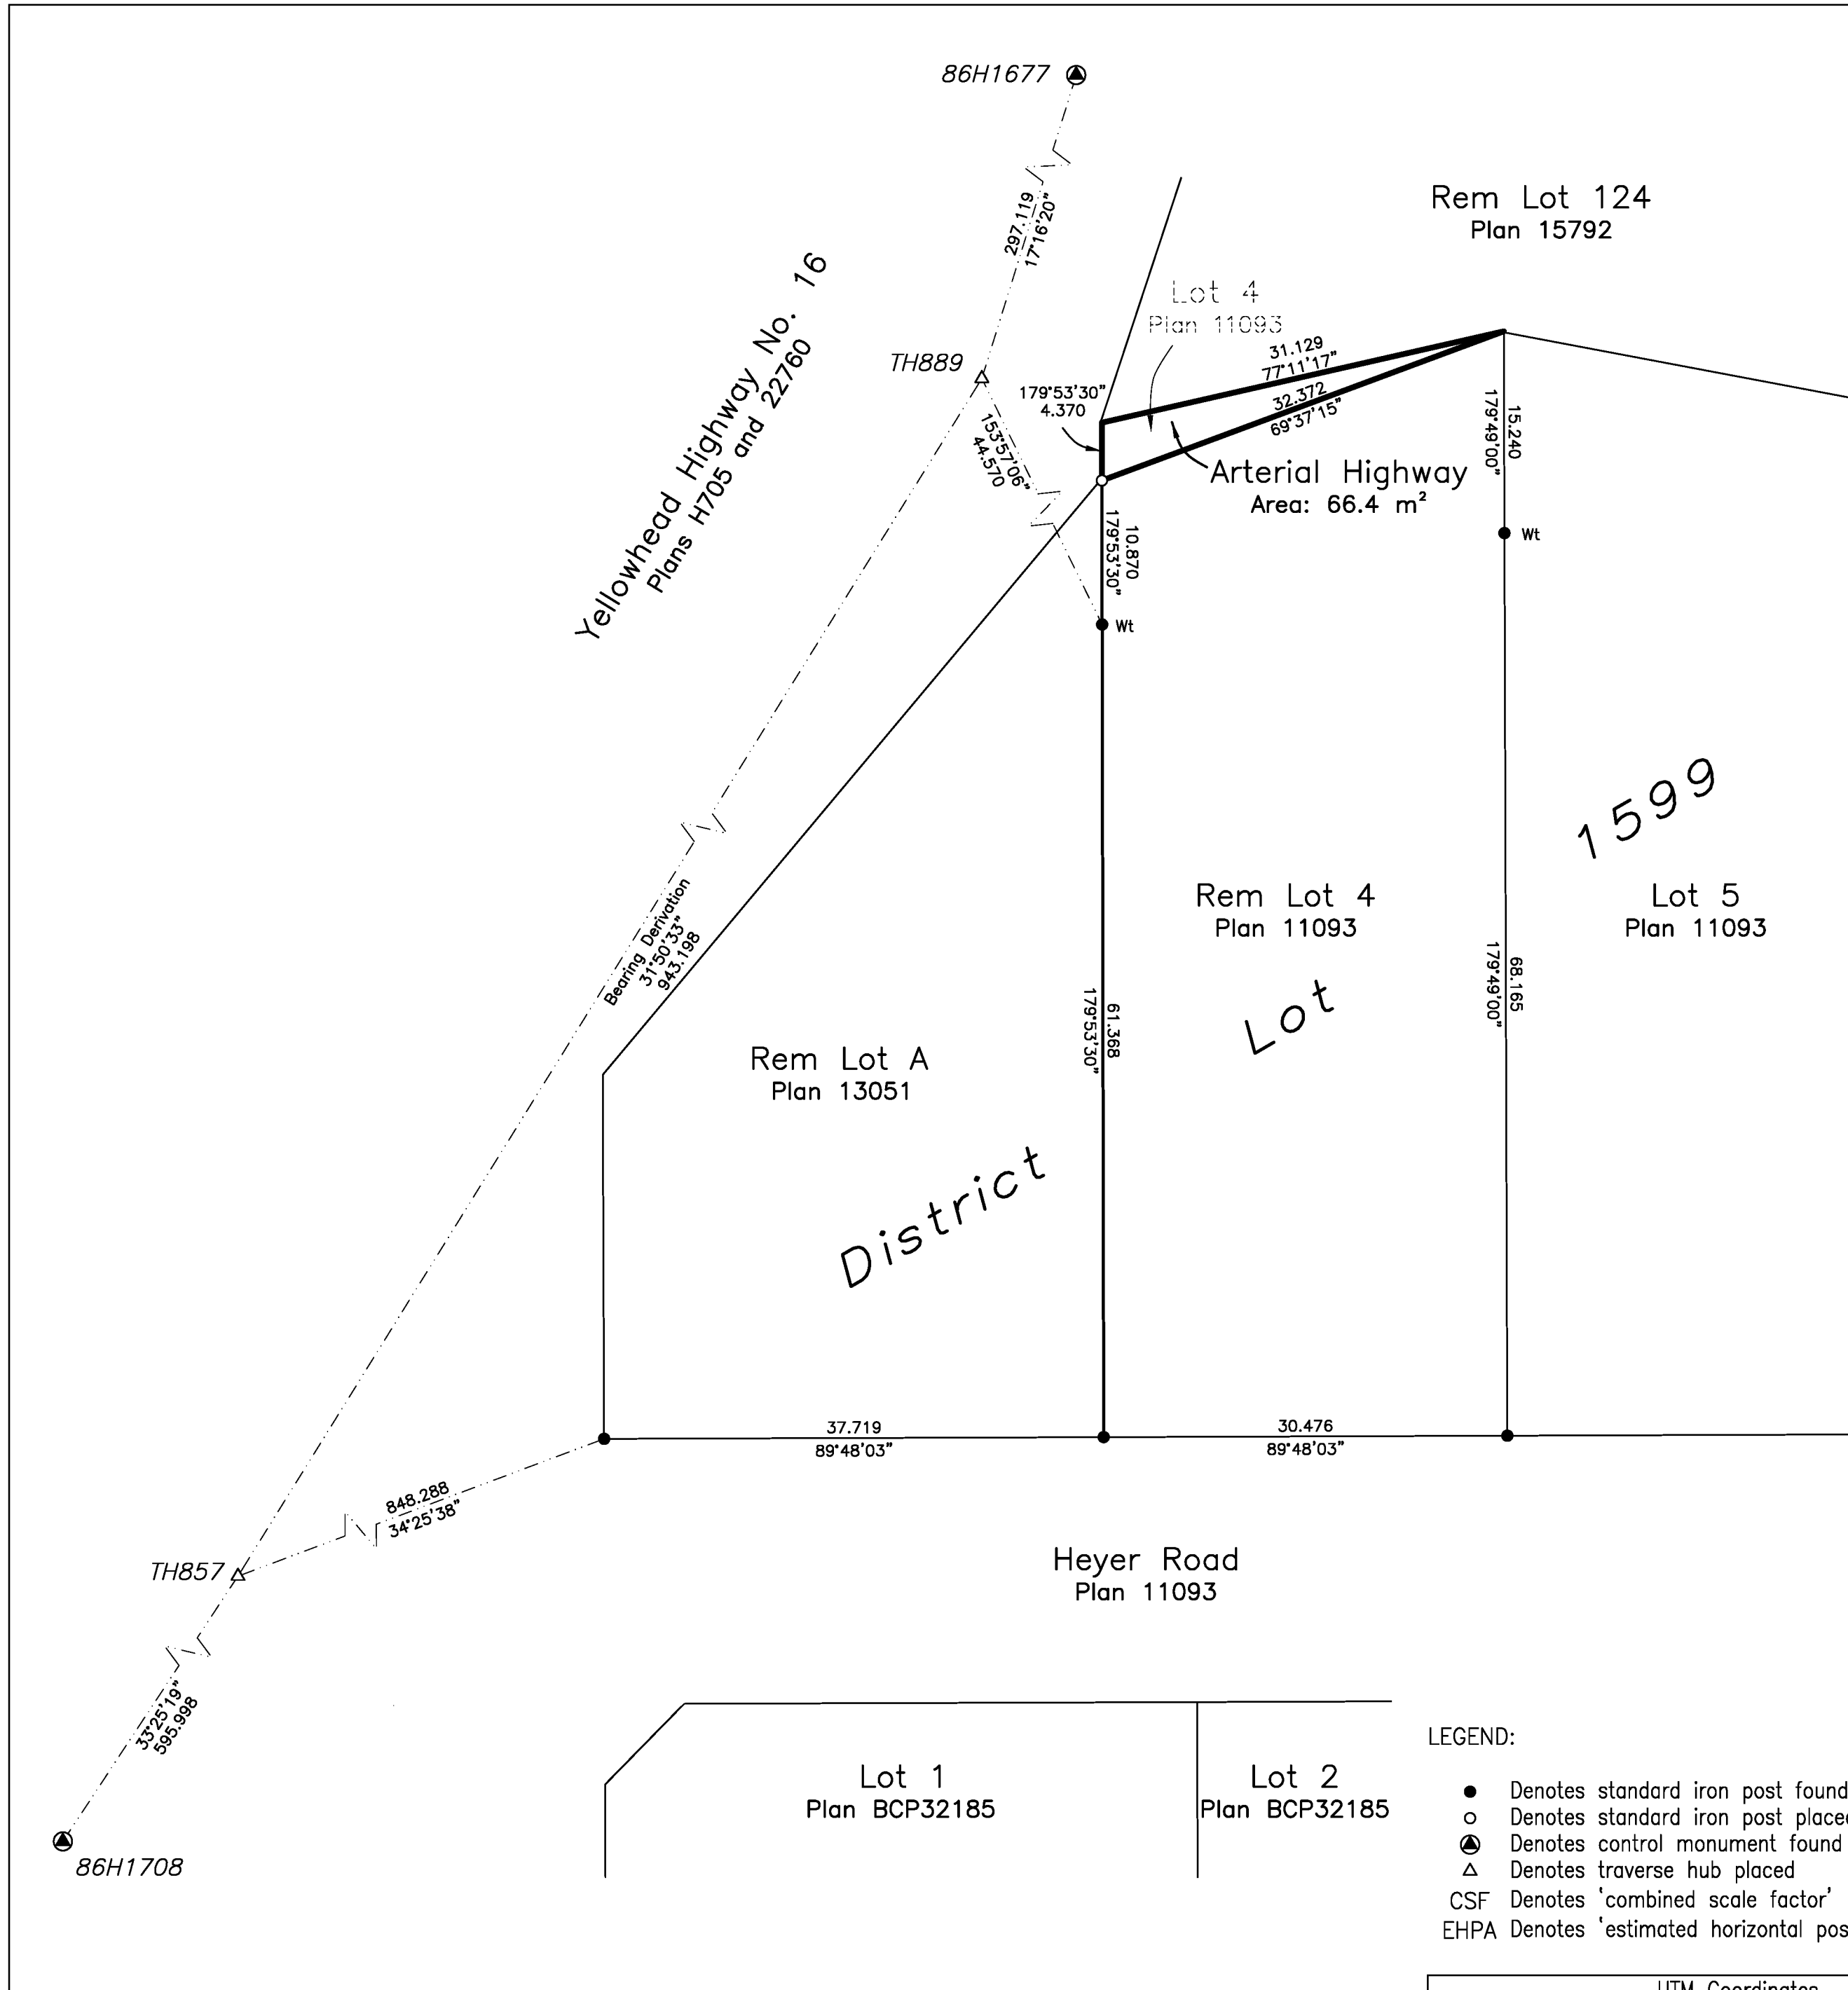 86H1677
Rem Lot 124
Plan 15792
297.119
17°16'20"
Yellowhead Highway No. 16
Plans H705 and 22760
Lot 4
Plan 11093
31.129
77°11'17"
32.372
69°37'15"
TH889
179°53'30"
4.370
153°57'06"
44.570
15.240
179°49'00"
Arterial Highway
Area: 66.4 m²
10.870
179°53'30"
Wt
Wt
1599
Bearing Derivation
31°50'33"
943.198
Rem Lot 4
Plan 11093
Lot 5
Plan 11093
68.165
179°49'00"
61.368
179°53'30"
Lot
Rem Lot A
Plan 13051
District
37.719
89°48'03"
30.476
89°48'03"
848.288
34°25'38"
TH857
Heyer Road
Plan 11093
33°25'19"
595.998
86H1708
Lot 1
Plan BCP32185
Lot 2
Plan BCP32185
LEGEND:
Denotes standard iron post found
Denotes standard iron post place
Denotes control monument found
Denotes traverse hub placed
CSF Denotes 'combined scale factor'
EHPA Denotes 'estimated horizontal pos
UTM Coordinates